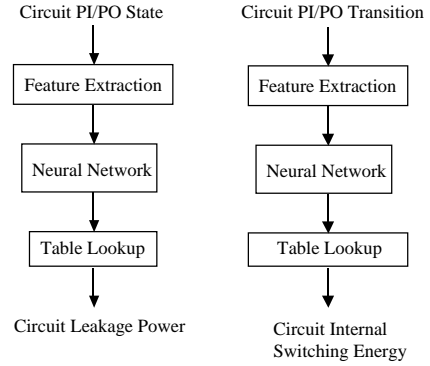 Circuit PI/PO State
Feature Extraction
Neural Network
Table Lookup
Circuit Leakage Power
Circuit PI/PO Transition
Feature Extraction
Neural Network
Table Lookup
Circuit Internal
Switching Energy